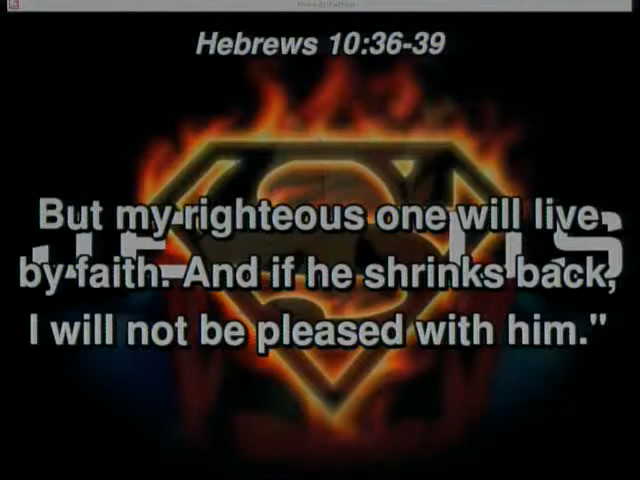 Hebrews 10:36-39
But my righteous one will live
by faith. And if he shrinks back,
I will not be pleased with him."